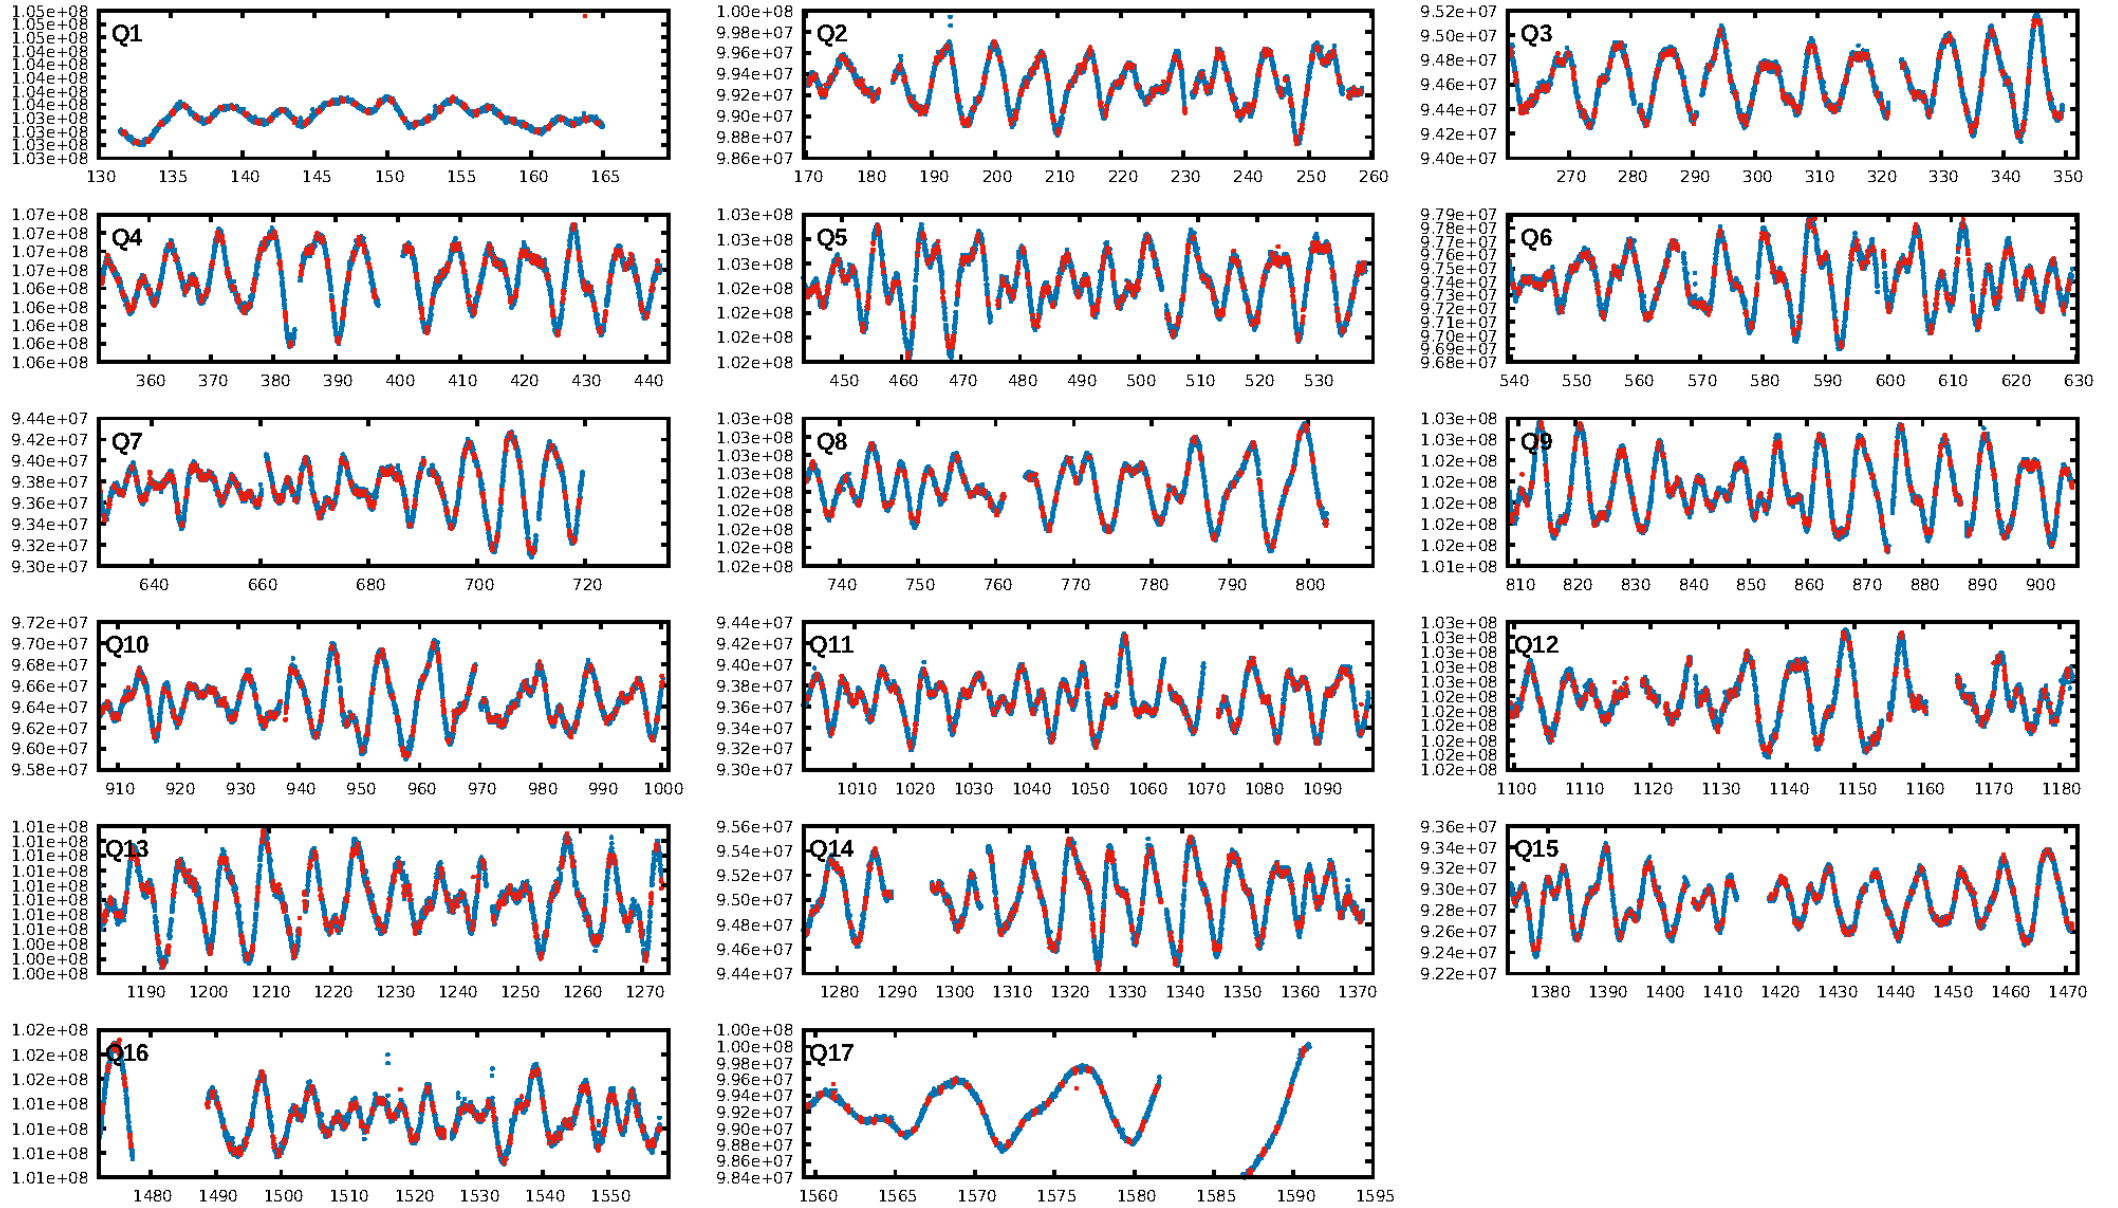 Q1
1.05e+08
1.05e+08
1.05e+08
1.04e+08
1.04e+08
1.04e+08
1.04e+08
1.04e+08
1.03e+08
1.03e+08
1.03e+08
1.03e+08
130 135 140 145 150 155 160 165
Q2
1.00e+08
9.98e+07
9.96e+07
9.94e+07
9.92e+07
9.90e+07
9.88e+07
9.86e+07
170 180 190 200 210 220 230 240 250 260
Q3
9.52e+07
9.50e+07
9.48e+07
9.46e+07
9.44e+07
9.42e+07
9.40e+07
270 280 290 300 310 320 330 340 350
Q4
1.07e+08
1.07e+08
1.07e+08
1.07e+08
1.06e+08
1.06e+08
1.06e+08
1.06e+08
1.06e+08
360 370 380 390 400 410 420 430 440
Q5
1.03e+08
1.03e+08
1.03e+08
1.02e+08
1.02e+08
1.02e+08
1.02e+08
450 460 470 480 490 500 510 520 530
Q6
9.79e+07
9.78e+07
9.77e+07
9.76e+07
9.75e+07
9.74e+07
9.73e+07
9.72e+07
9.71e+07
9.70e+07
9.69e+07
9.68e+07
540 550 560 570 580 590 600 610 620 630
Q7
9.44e+07
9.42e+07
9.40e+07
9.38e+07
9.36e+07
9.34e+07
9.32e+07
9.30e+07
640 660 680 700 720
Q8
1.03e+08
1.03e+08
1.03e+08
1.03e+08
1.02e+08
1.02e+08
1.02e+08
1.02e+08
1.02e+08
740 750 760 770 780 790 800
Q9
1.03e+08
1.03e+08
1.02e+08
1.02e+08
1.02e+08
1.02e+08
1.02e+08
1.01e+08
810 820 830 840 850 860 870 880 890 900
Q10
9.72e+07
9.70e+07
9.68e+07
9.66e+07
9.64e+07
9.62e+07
9.60e+07
9.58e+07
910 920 930 940 950 960 970 980 990 1000
Q11
9.44e+07
9.42e+07
9.40e+07
9.38e+07
9.36e+07
9.34e+07
9.32e+07
9.30e+07
1010 1020 1030 1040 1050 1060 1070 1080 1090
Q12
1.03e+08
1.03e+08
1.03e+08
1.03e+08
1.03e+08
1.02e+08
1.02e+08
1.02e+08
1.02e+08
1.02e+08
1.02e+08
1100 1110 1120 1130 1140 1150 1160 1170 1180
Q13
1.01e+08
1.01e+08
1.01e+08
1.01e+08
1.01e+08
1.01e+08
1.01e+08
1.01e+08
1.00e+08
1.00e+08
1.00e+08
1190 1200 1210 1220 1230 1240 1250 1260 1270
Q14
9.56e+07
9.54e+07
9.52e+07
9.50e+07
9.48e+07
9.46e+07
9.44e+07
1280 1290 1300 1310 1320 1330 1340 1350 1360 1370
Q15
9.36e+07
9.34e+07
9.32e+07
9.30e+07
9.28e+07
9.26e+07
9.24e+07
9.22e+07
1380 1390 1400 1410 1420 1430 1440 1450 1460 1470
Q16
1.02e+08
1.02e+08
1.02e+08
1.01e+08
1.01e+08
1.01e+08
1.01e+08
1480 1490 1500 1510 1520 1530 1540 1550
Q17
1.00e+08
1.00e+08
9.98e+07
9.96e+07
9.94e+07
9.92e+07
9.90e+07
9.88e+07
9.86e+07
9.84e+07
1560 1565 1570 1575 1580 1585 1590 1595